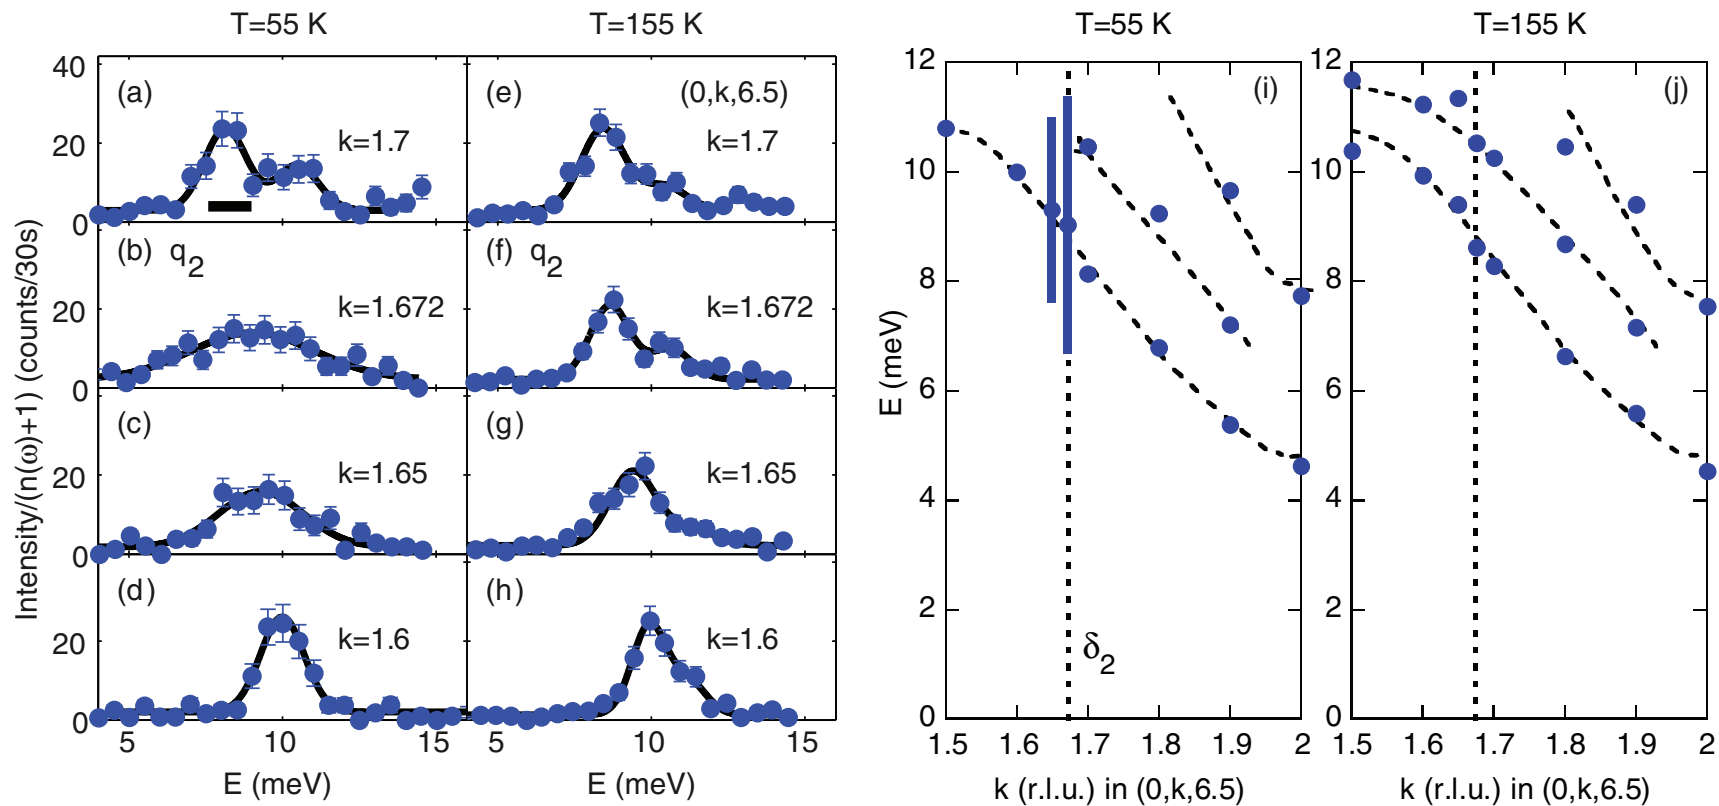 T=55 K
T=155 K
T=55 K
T=155 K
Intensity/(n(ω)+1) (counts/30s)
40
20
0
20
0
20
0
20
0
(a)
k=1.7
(b) q2
k=1.672
(c)
k=1.65
(d)
k=1.6
(e)
(0,k,6.5)
k=1.7
(f) q2
k=1.672
(g)
k=1.65
(h)
k=1.6
5
10
15
5
10
15
E (meV)
E (meV)
E (meV)
12
10
8
6
4
2
0
(i)
δ2
1.5
1.6
1.7
1.8
1.9
2
k (r.l.u.) in (0,k,6.5)
12
10
8
6
4
2
0
(j)
1.5
1.6
1.7
1.8
1.9
2
k (r.l.u.) in (0,k,6.5)